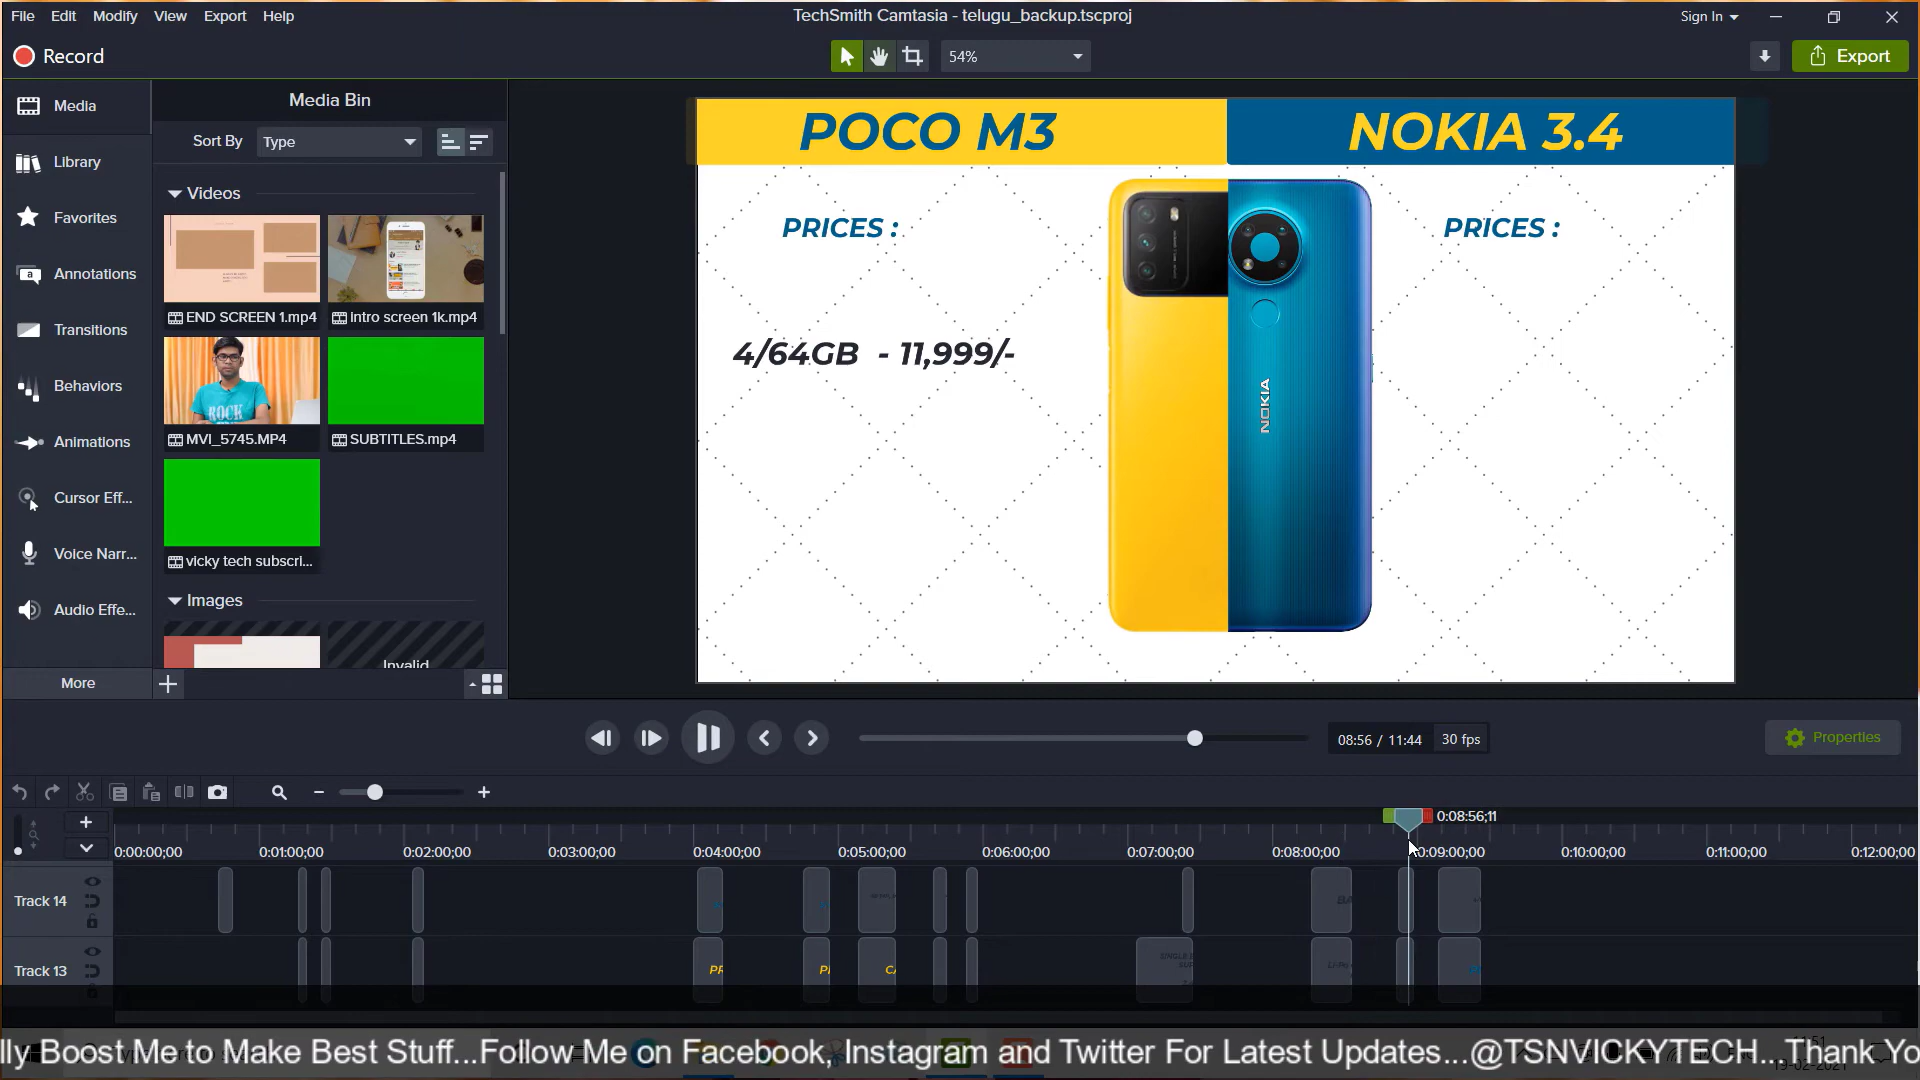 File Edit Modify View Export Help
TechSmith Camtasia - telugu_backup.tscproj
Sign In
Record
54%
Export
Media
Library
Favorites
Annotations
Transitions
Behaviors
Animations
Cursor Eff...
Voice Narr...
Audio Effe...
More
Media Bin
Sort By Type
Videos
END SCREEN 1.mp4
intro screen 1k.mp4
ROCK
MVI_5745.MP4
SUBTITLES.mp4
vicky tech subscri...
Images
Invalid
POCO M3
NOKIA 3.4
PRICES :
PRICES :
4/64GB - 11,999/-
NOKIA
08:56 / 11:44 30 fps
Properties
0:08:56;11
0:00:00;00 0:01:00;00 0:02:00;00 0:03:00;00 0:04:00;00 0:05:00;00 0:06:00;00 0:07:00;00 0:08:00;00 0:09:00;00 0:10:00;00 0:11:00;00 0:12:00;00
Track 14
BA
Track 13
PR
CA
lly Boost Me to Make Best Stuff...Follow Me on Facebook, Instagram and Twitter For Latest Updates...@TSNVICKYTECH...Thank Yo